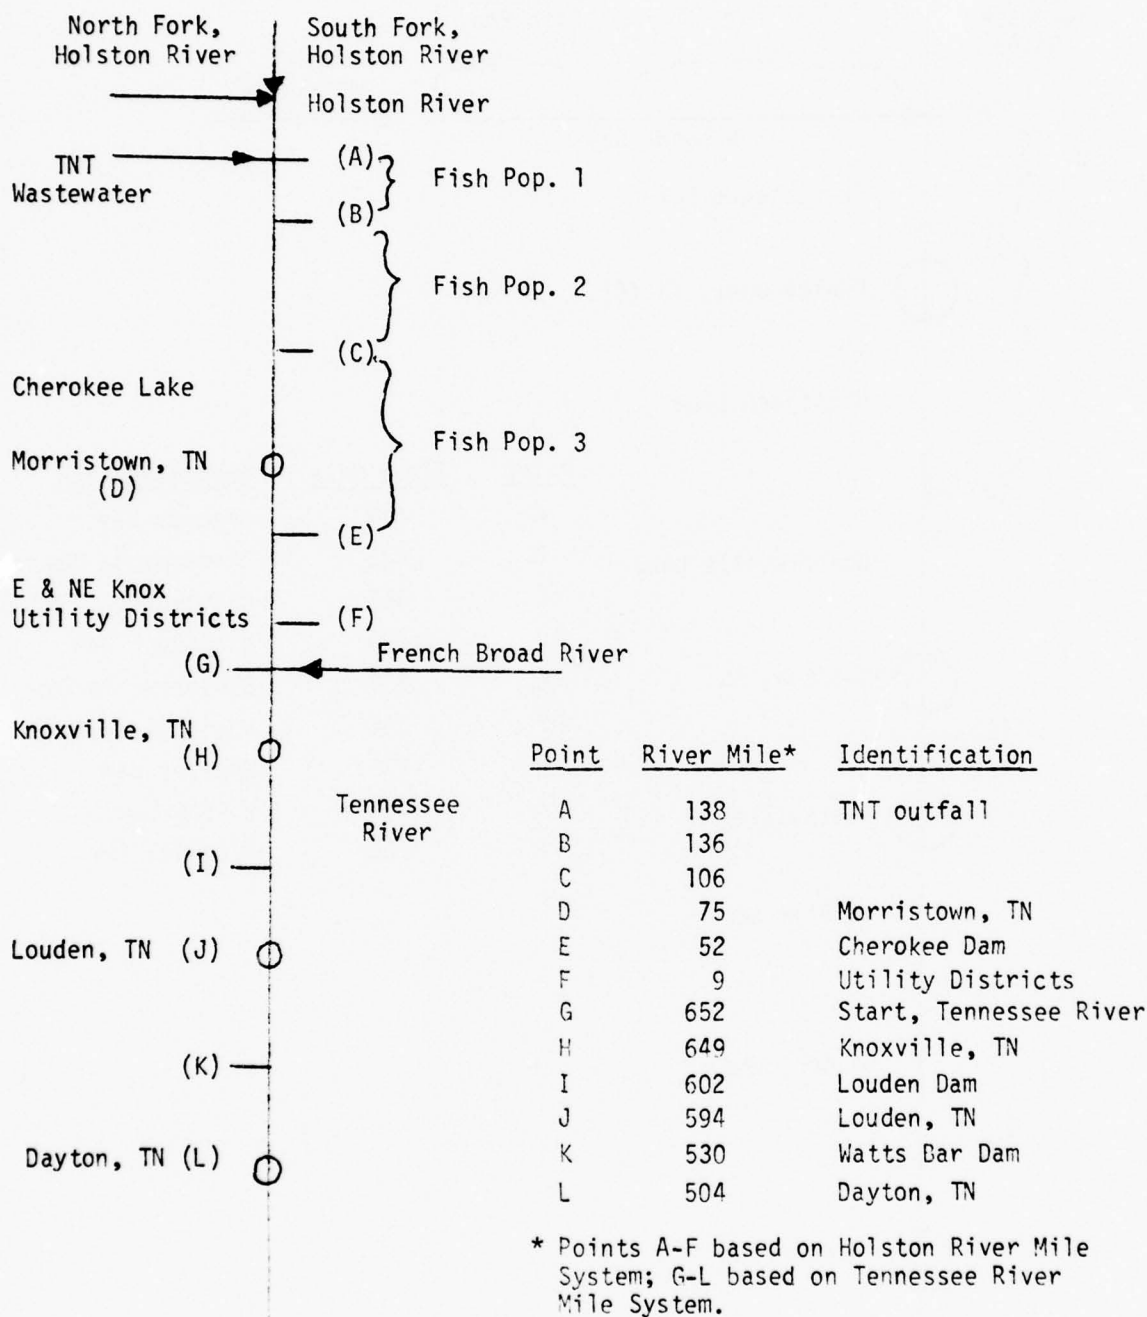 North Fork,
Holston River
South Fork,
Holston River
Holston River
TNT
Wastewater
(A)
Fish Pop. 1
(B)
Fish Pop. 2
(C)
Cherokee Lake
Fish Pop. 3
Morristown, TN
(D)
(E)
E & NE Knox
Utility Districts
(F)
(G)
French Broad River
Knoxville, TN
(H)
Tennessee
River
(I)
Louden, TN (J)
(K)
Dayton, TN (L)
Point River Mile* Identification
A 138 TNT outfall
B 136
C 106
D 75 Morristown, TN
E 52 Cherokee Dam
F 9 Utility Districts
G 652 Start, Tennessee River
H 649 Knoxville, TN
I 602 Louden Dam
J 594 Louden, TN
K 530 Watts Bar Dam
L 504 Dayton, TN
* Points A-F based on Holston River Mile
System; G-L based on Tennessee River
Mile System.